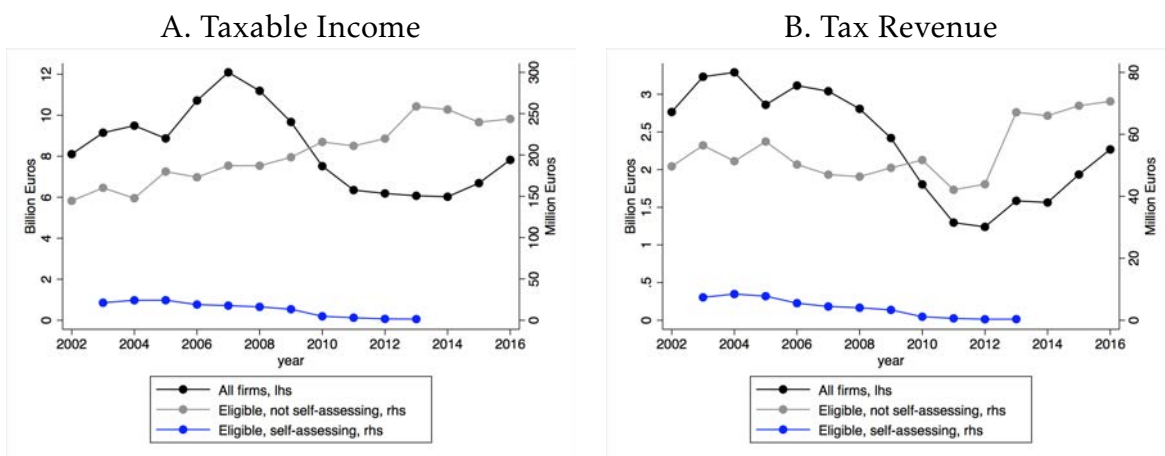 A. Taxable Income
12
10
8
6
4
2
0
Billion Euros
300
250
200
150
100
50
0
Million Euros
2002 2004 2006 2008 2010 2012 2014 2016
year
All firms, lhs
Eligible, not self-assessing, rhs
Eligible, self-assessing, rhs
B. Tax Revenue
3
2.5
2
1.5
1
.5
0
Billion Euros
80
60
40
20
0
Million Euros
2002 2004 2006 2008 2010 2012 2014 2016
year
All firms, lhs
Eligible, not self-assessing, rhs
Eligible, self-assessing, rhs